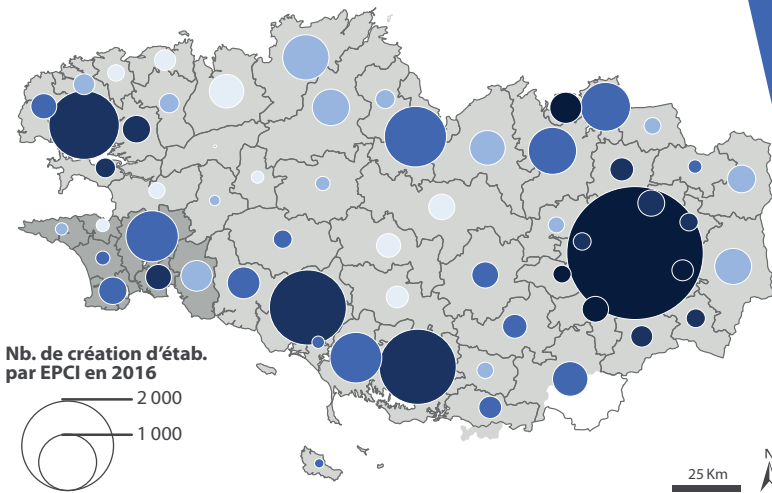 Nb. de création d'étab.
par EPCI en 2016
2 000
1 000
25 Km
N